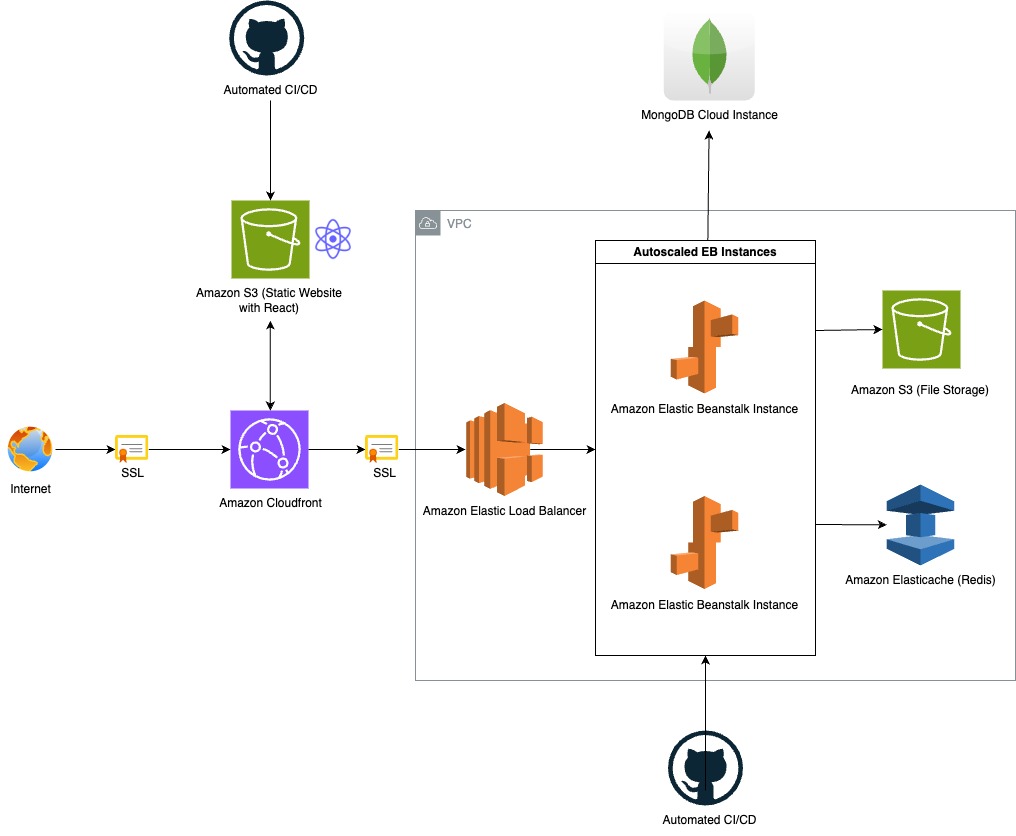 Automated CI/CD
MongoDB Cloud Instance
VPC
Autoscaled EB Instances
Amazon S3 (Static Website
with React)
Amazon Elastic Beanstalk Instance
Amazon S3 (File Storage)
Internet
SSL
Amazon Cloudfront
SSL
Amazon Elastic Load Balancer
Amazon Elasticache (Redis)
Amazon Elastic Beanstalk Instance
Automated CI/CD